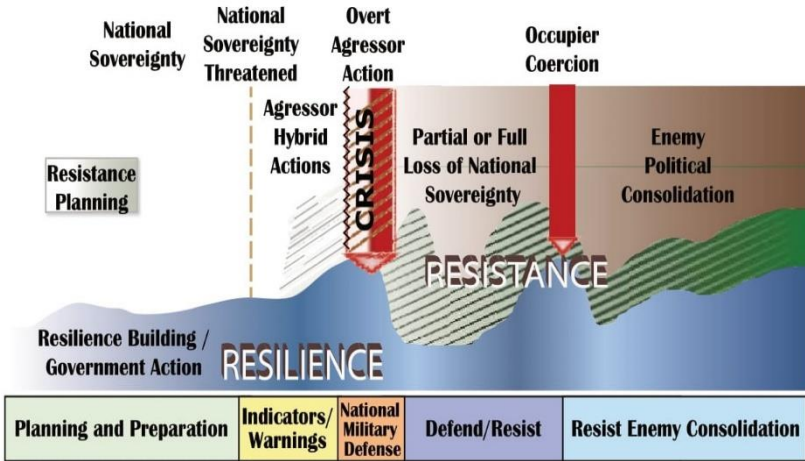 National
Sovereignty
National
Sovereignty
Threatened
Overt
Agressor
Action
Occupier
Coercion
Agressor
Hybrid
Actions
CRISIS
Partial or Full
Loss of National
Sovereignty
Enemy
Political
Consolidation
Resistance
Planning
RESISTANCE
Resilience Building /
Government Action
RESILIENCE
Planning and Preparation
Indicators/
Warnings
National
Military
Defense
Defend/Resist
Resist Enemy Consolidation